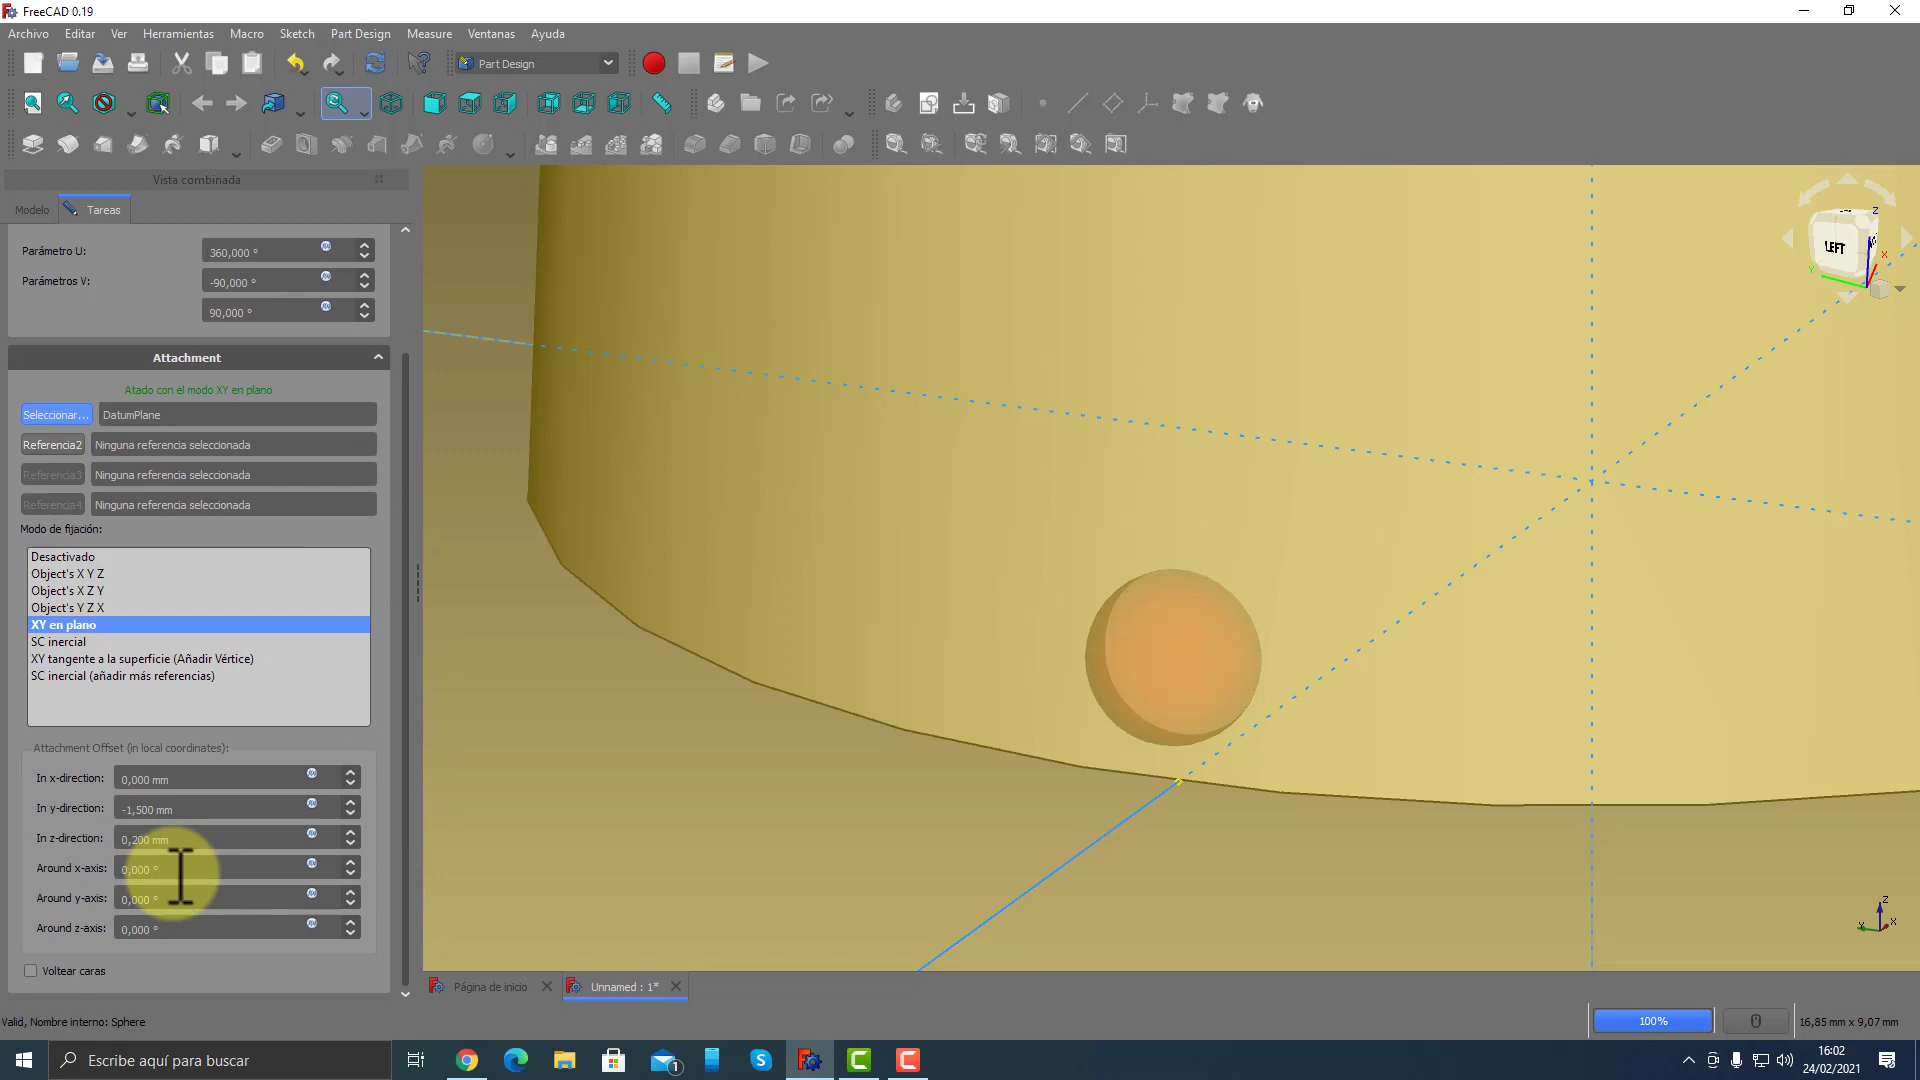 FreeCAD 0.19
Archivo Editar Ver Herramientas Macro Sketch Part Design Measure Ventanas Ayuda
Part Design
Vista combinada
Modelo Tareas
Parámetro U: 360,000 °
Parámetros V: -90,000 °
90,000 °
Attachment
Atado con el modo XY en plano
Seleccionar... DatumPlane
Referencia2 Ninguna referencia seleccionada
Referencia3 Ninguna referencia seleccionada
Referencia4 Ninguna referencia seleccionada
Modo de fijación:
Desactivado
Object's X Y Z
Object's X Z Y
Object's Y Z X
XY en plano
SC inercial
XY tangente a la superficie (Añadir Vértice)
SC inercial (añadir más referencias)
Attachment Offset (in local coordinates):
In x-direction: 0,000 mm
In y-direction: -1,500 mm
In z-direction: 0,200 mm
Around x-axis: 0,000 °
Around y-axis: 0,000 °
Around z-axis: 0,000 °
Voltear caras
LEFT
Z
X
Y
Z
X
Y
Página de inicio Unnamed : 1*
Valid, Nombre interno: Sphere
100% 16,85 mm x 9,07 mm
Escribe aquí para buscar
1
16:02
24/02/2021